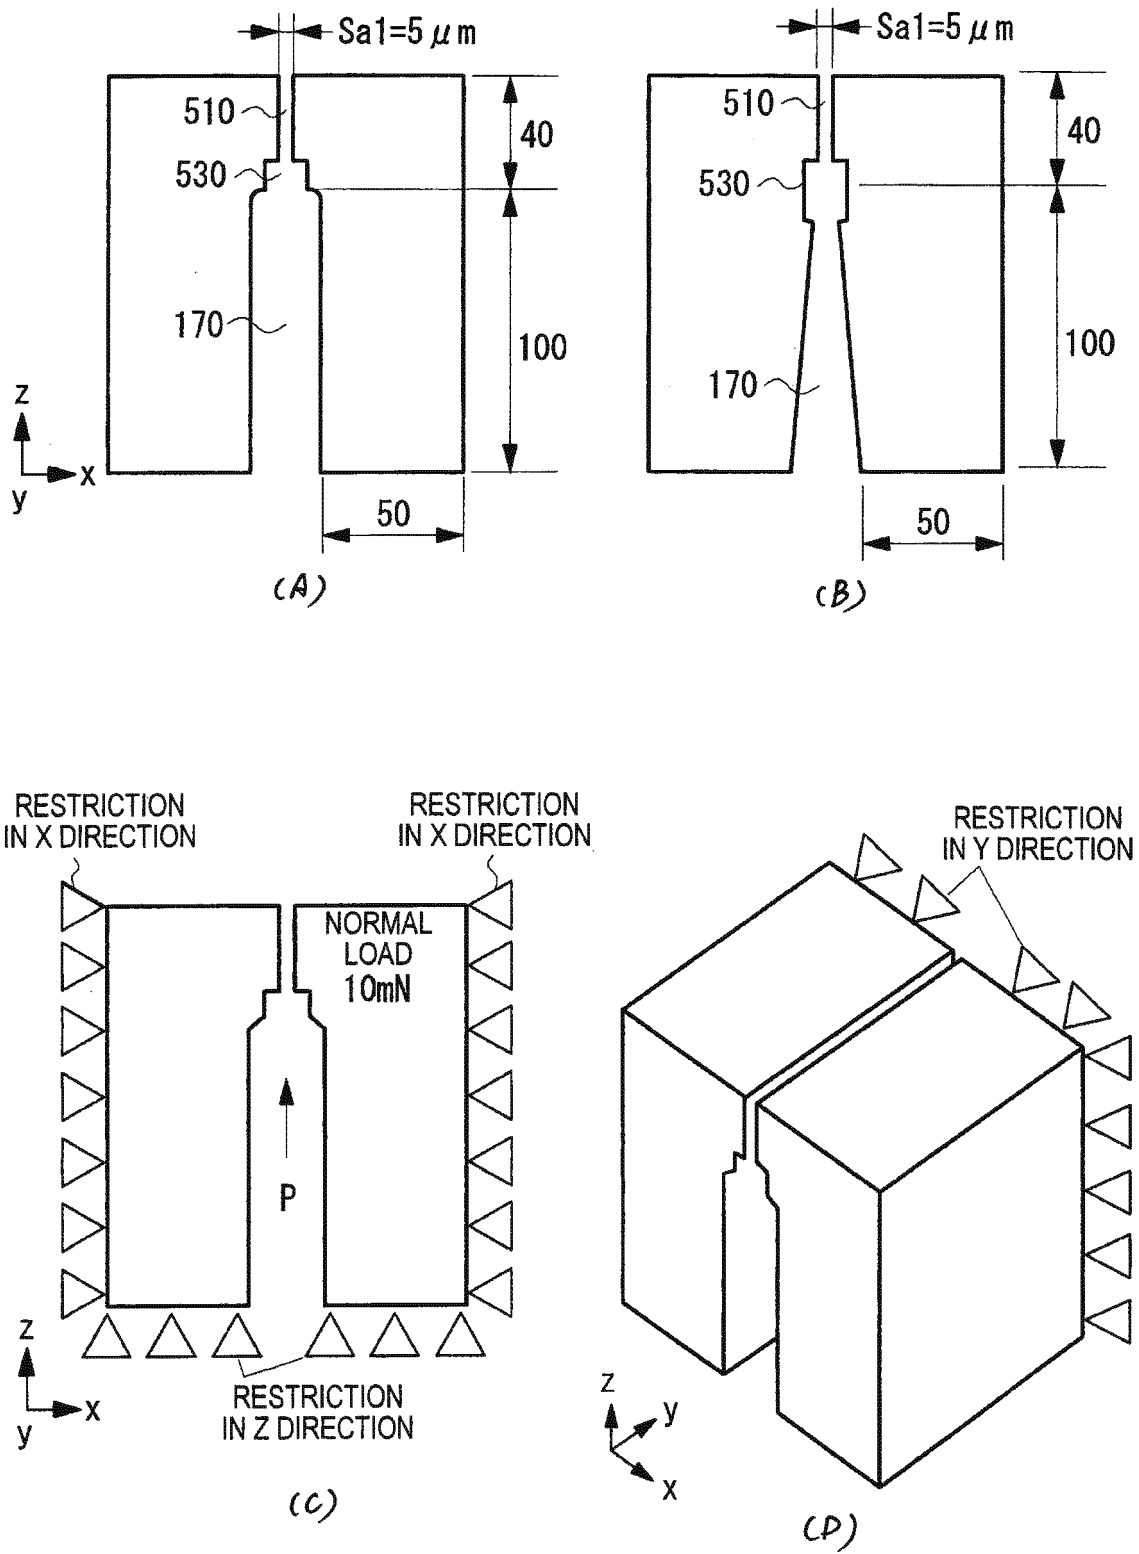 Sa1=5 μm
510
40
530
170
100
z
x
y
50
(A)
Sa1=5 μm
510
40
530
170
100
50
(B)
RESTRICTION
IN X DIRECTION
RESTRICTION
IN X DIRECTION
NORMAL
LOAD
10mN
P
z
x
y
RESTRICTION
IN Z DIRECTION
(C)
RESTRICTION
IN Y DIRECTION
z
y
x
(D)